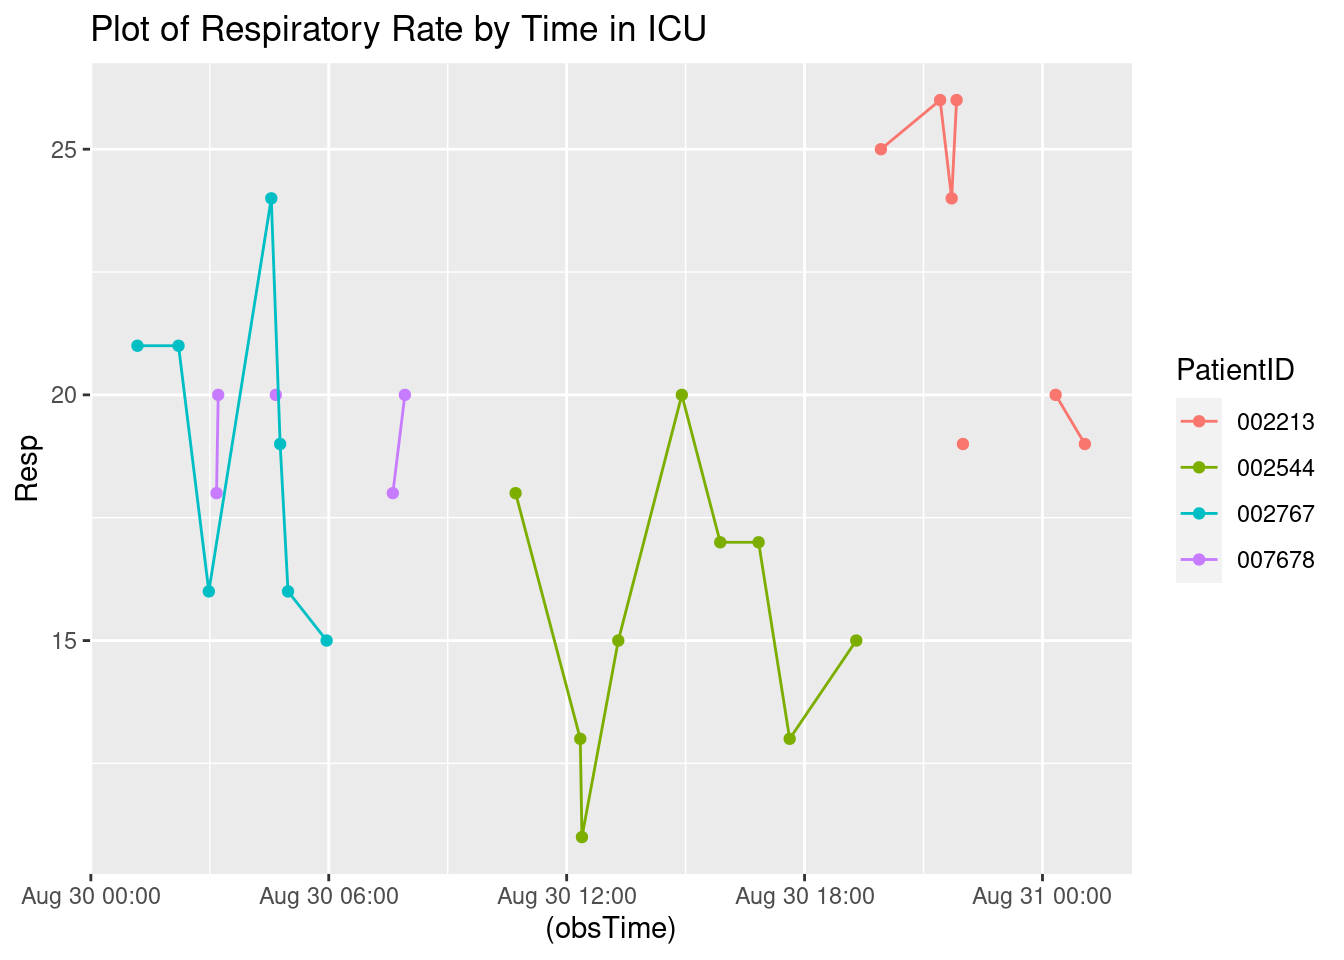 Plot of Respiratory Rate by Time in ICU
25
20
15
Resp
Aug 30 00:00
Aug 30 06:00
Aug 30 12:00
Aug 30 18:00
Aug 31 00:00
(obsTime)
PatientID
002213
002544
002767
007678